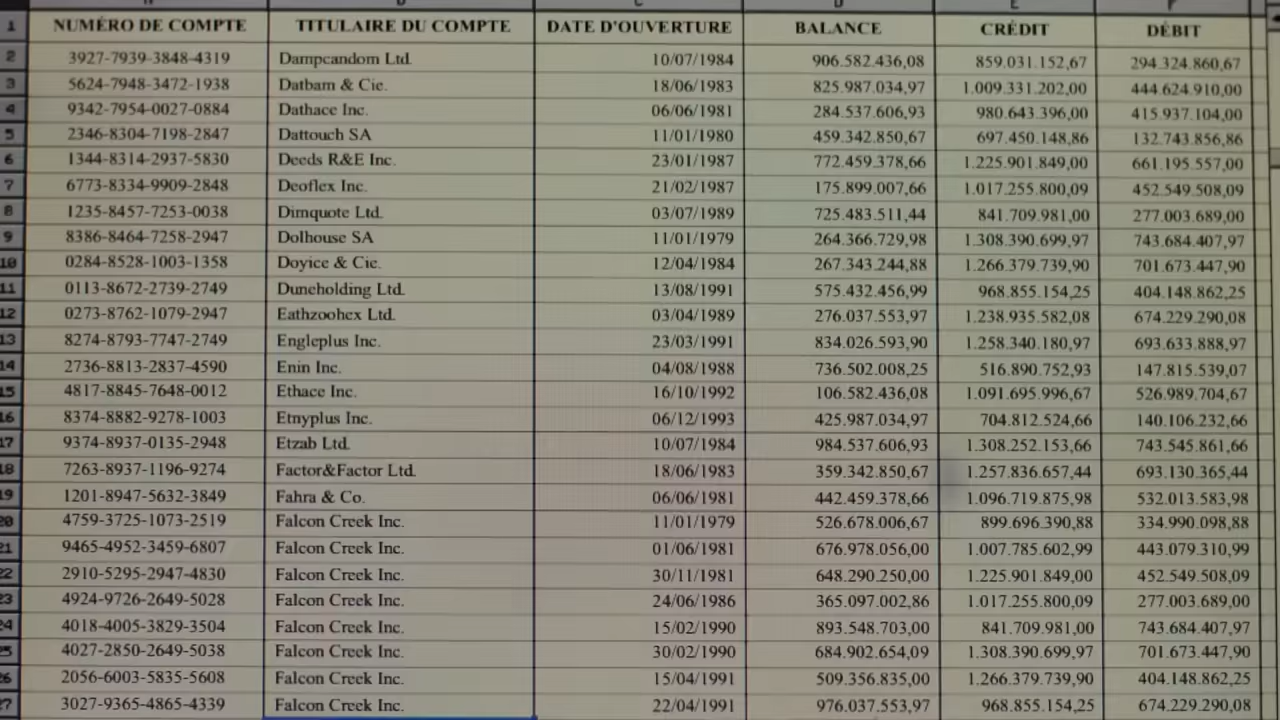 NUMÉRO DE COMPTE TITULAIRE DU COMPTE DATE D'OUVERTURE BALANCE CRÉDIT DÉBIT
1
2 3927-7939-3848-4319 Dampcandom Ltd. 10/07/1984 906.582.436,08 859.031.152,67 294.324.860,67
3 5624-7948-3472-1938 Datbam & Cie. 18/06/1983 825.987.034,97 1.009.331.202,00 444.624.910,00
4 9342-7954-0027-0884 Dathace Inc. 06/06/1981 284.537.606,93 980.643.396,00 415.937.104,00
5 2346-8304-7198-2847 Dattouch SA 11/01/1980 459.342.850,67 697.450.148,86 132.743.856,86
6 1344-8314-2937-5830 Deeds R&E Inc. 23/01/1987 772.459.378,66 1.225.901.849,00 661.195.557,00
7 6773-8334-9909-2848 Deoflex Inc. 21/02/1987 175.899.007,66 1.017.255.800,09 452.549.508,09
8 1235-8457-7253-0038 Dimquote Ltd. 03/07/1989 725.483.511,44 841.709.981,00 277.003.689,00
9 8386-8464-7258-2947 Dolhouse SA 11/01/1979 264.366.729,98 1.308.390.699,97 743.684.407,97
10 0284-8528-1003-1358 Doyice & Cie. 12/04/1984 267.343.244,88 1.266.379.739,90 701.673.447,90
11 0113-8672-2739-2749 Duneholding Ltd. 13/08/1991 575.432.456,99 968.855.154,25 404.148.862,25
12 0273-8762-1079-2947 Eathzoohex Ltd. 03/04/1989 276.037.553,97 1.238.935.582,08 674.229.290,08
13 8274-8793-7747-2749 Engleplus Inc. 23/03/1991 834.026.593,90 1.258.340.180,97 693.633.888,97
14 2736-8813-2837-4590 Enin Inc. 04/08/1988 736.502.008,25 516.890.752,93 147.815.539,07
15 4817-8845-7648-0012 Ethace Inc. 16/10/1992 106.582.436,08 1.091.695.996,67 526.989.704,67
16 8374-8882-9278-1003 Etnyplus Inc. 06/12/1993 425.987.034,97 704.812.524,66 140.106.232,66
17 9374-8937-0135-2948 Etzab Ltd. 10/07/1984 984.537.606,93 1.308.252.153,66 743.545.861,66
18 7263-8937-1196-9274 Factor&Factor Ltd. 18/06/1983 359.342.850,67 1.257.836.657,44 693.130.365,44
19 1201-8947-5632-3849 Fahra & Co. 06/06/1981 442.459.378,66 1.096.719.875,98 532.013.583,98
20 4759-3725-1073-2519 Falcon Creek Inc. 11/01/1979 526.678.006,67 899.696.390,88 334.990.098,88
21 9465-4952-3459-6807 Falcon Creek Inc. 01/06/1981 676.978.056,00 1.007.785.602,99 443.079.310,99
22 2910-5295-2947-4830 Falcon Creek Inc. 30/11/1981 648.290.250,00 1.225.901.849,00 452.549.508,09
23 4924-9726-2649-5028 Falcon Creek Inc. 24/06/1986 365.097.002,86 1.017.255.800,09 277.003.689,00
24 4018-4005-3829-3504 Falcon Creek Inc. 15/02/1990 893.548.703,00 841.709.981,00 743.684.407,97
25 4027-2850-2649-5038 Falcon Creek Inc. 30/02/1990 684.902.654,09 1.308.390.699,97 701.673.447,90
26 2056-6003-5835-5608 Falcon Creek Inc. 15/04/1991 509.356.835,00 1.266.379.739,90 404.148.862,25
27 3027-9365-4865-4339 Falcon Creek Inc. 22/04/1991 976.037.553,97 968.855.154,25 674.229.290,08